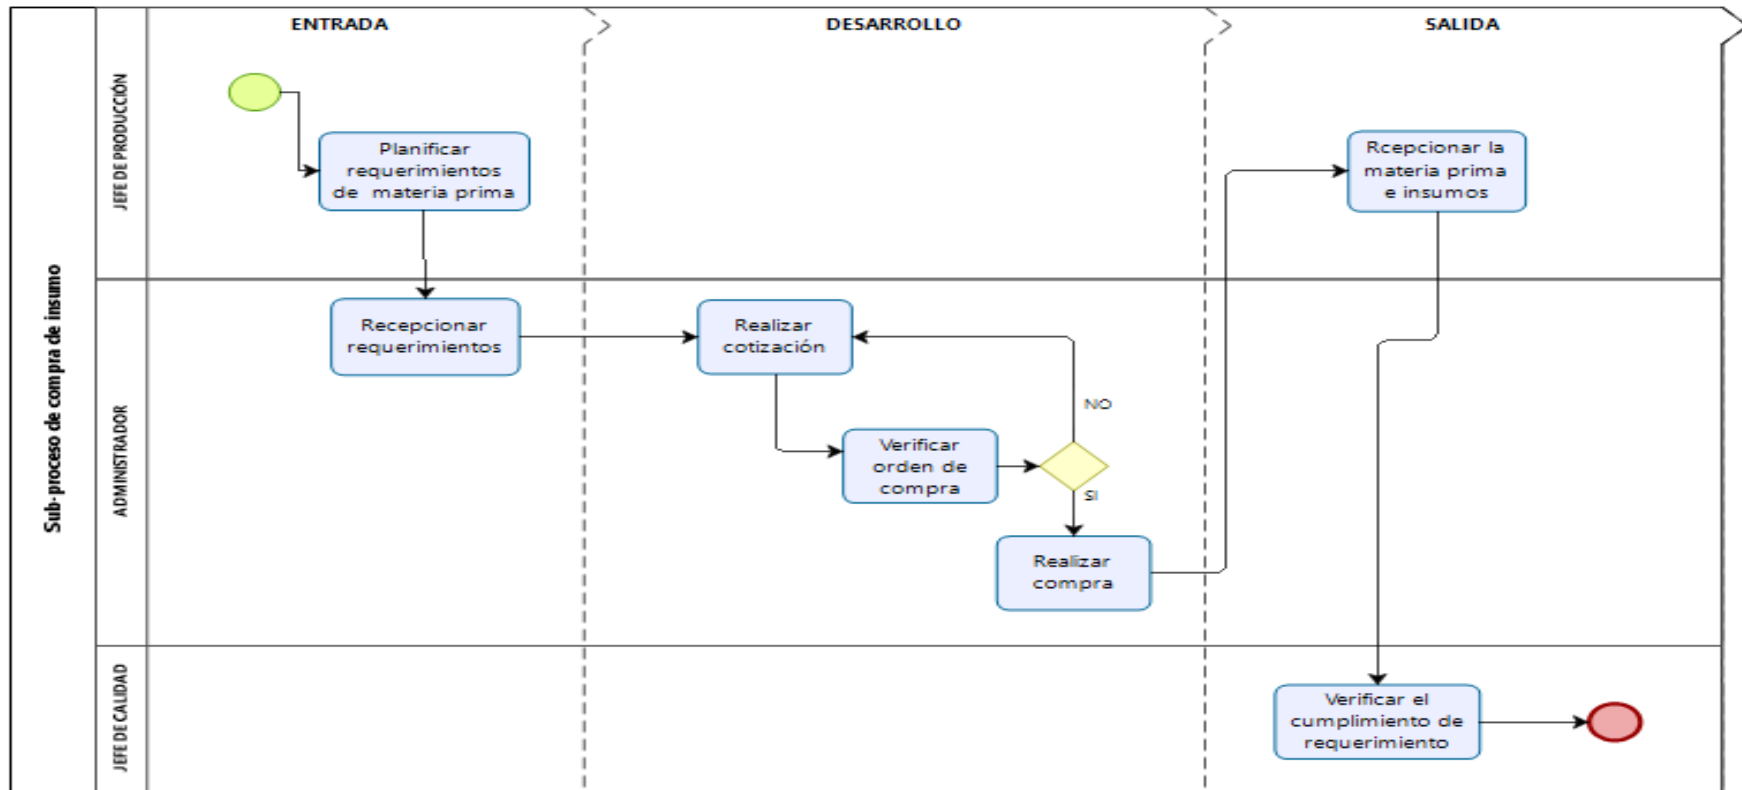 ENTRADA
DESARROLLO
SALIDA
Sub-proceso de compra de insumo
JEFE DE PRODUCCIÓN
Planificar
requerimientos
de materia prima
Rcepcionar la
materia prima
e insumos
ADMINISTRADOR
Recepcionar
requerimientos
Realizar
cotización
NO
Verificar
orden de
compra
SI
Realizar
compra
JEFE DE CALIDAD
Verificar el
cumplimiento de
requerimiento